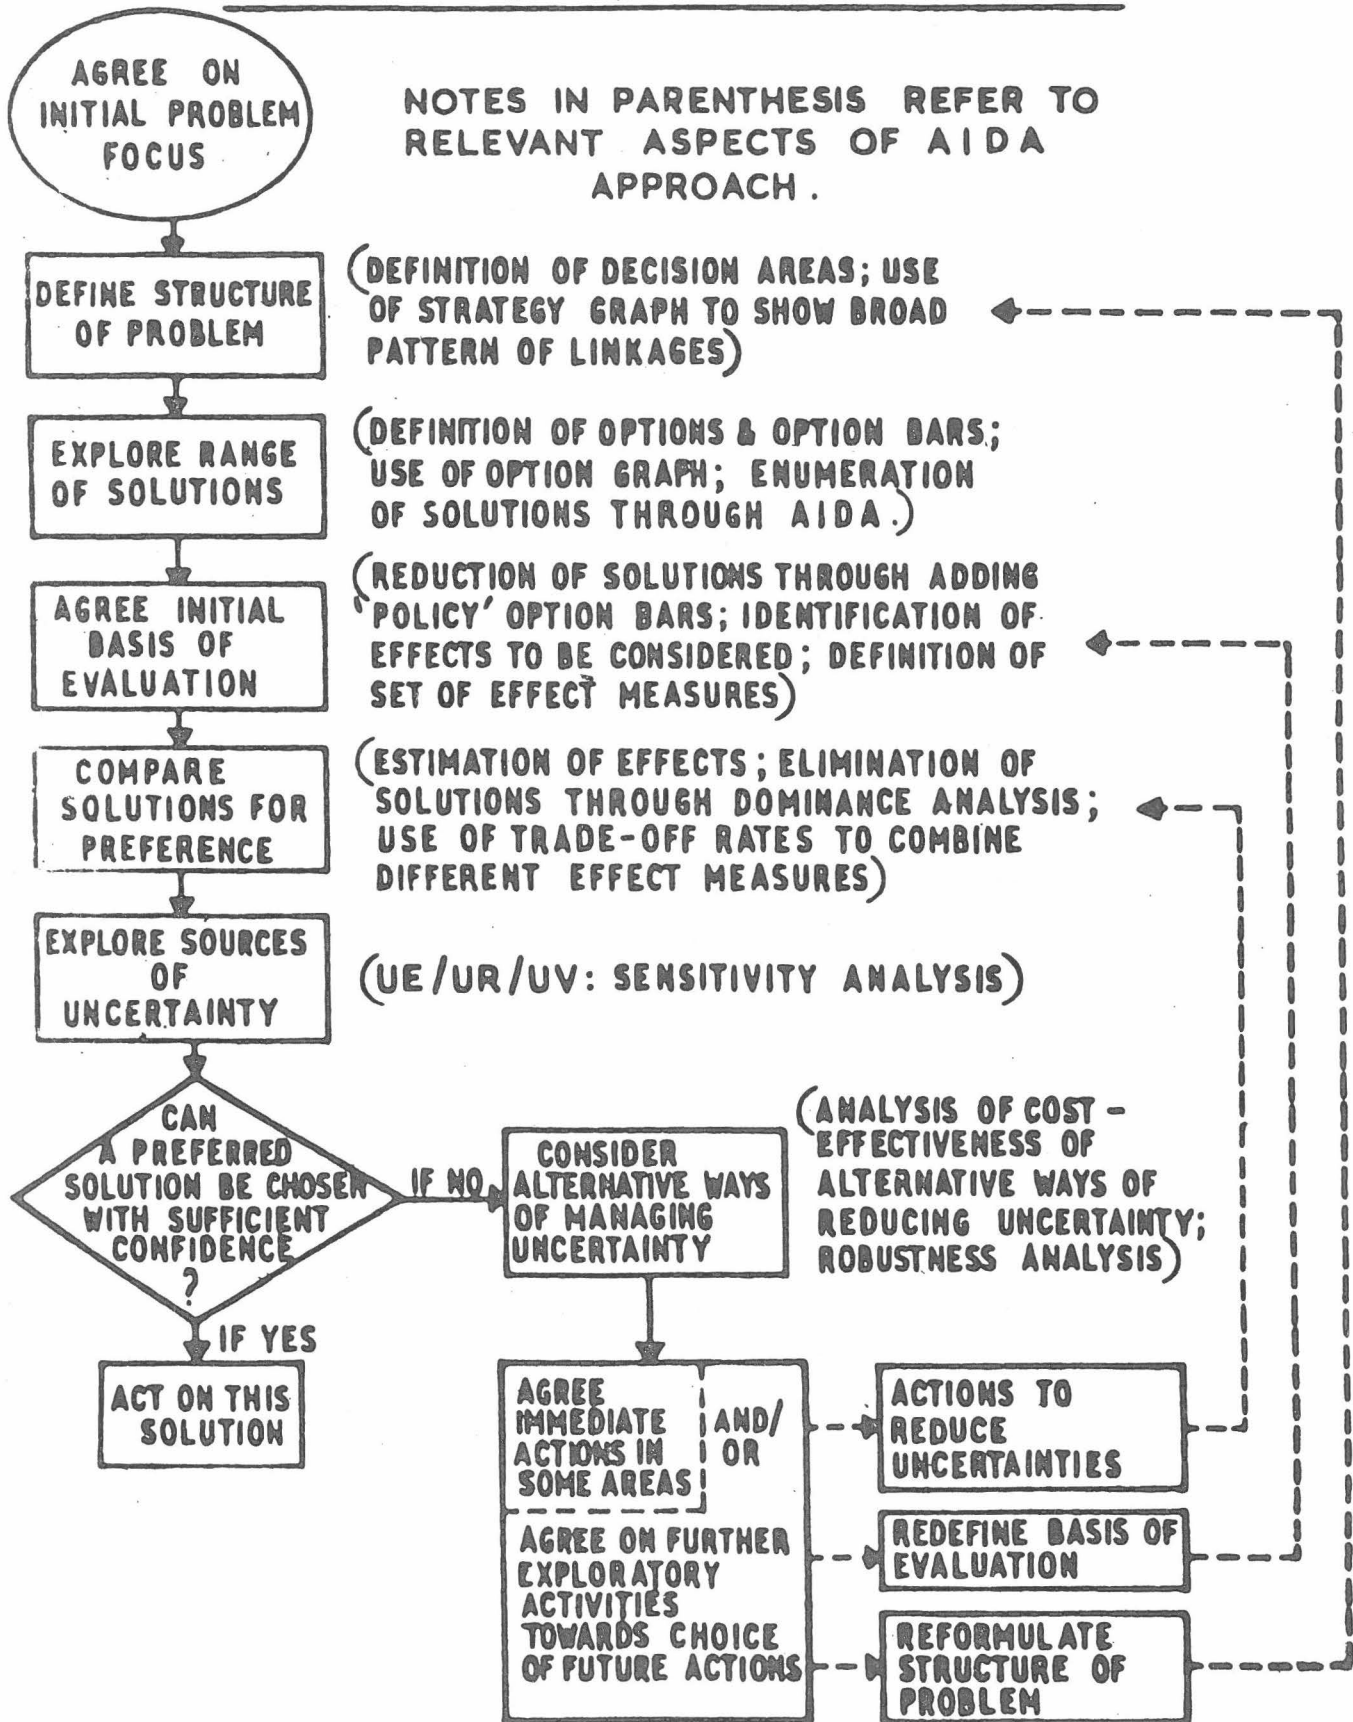 AGREE ON
INITIAL PROBLEM
FOCUS
NOTES IN PARENTHESIS REFER TO
RELEVANT ASPECTS OF AIDA
APPROACH.
DEFINE STRUCTURE
OF PROBLEM
(DEFINITION OF DECISION AREAS; USE
OF STRATEGY GRAPH TO SHOW BROAD
PATTERN OF LINKAGES)
EXPLORE RANGE
OF SOLUTIONS
(DEFINITION OF OPTIONS & OPTION BARS;
USE OF OPTION GRAPH; ENUMERATION
OF SOLUTIONS THROUGH AIDA.)
AGREE INITIAL
BASIS OF
EVALUATION
(REDUCTION OF SOLUTIONS THROUGH ADDING
'POLICY' OPTION BARS; IDENTIFICATION OF
EFFECTS TO BE CONSIDERED; DEFINITION OF
SET OF EFFECT MEASURES)
COMPARE
SOLUTIONS FOR
PREFERENCE
(ESTIMATION OF EFFECTS; ELIMINATION OF
SOLUTIONS THROUGH DOMINANCE ANALYSIS;
USE OF TRADE-OFF RATES TO COMBINE
DIFFERENT EFFECT MEASURES)
EXPLORE SOURCES
OF
UNCERTAINTY
(UE/UR/UV: SENSITIVITY ANALYSIS)
CAN
A PREFERRED
SOLUTION BE CHOSEN
WITH SUFFICIENT
CONFIDENCE
?
IF NO
CONSIDER
ALTERNATIVE WAYS
OF MANAGING
UNCERTAINTY
(ANALYSIS OF COST-
EFFECTIVENESS OF
ALTERNATIVE WAYS OF
REDUCING UNCERTAINTY;
ROBUSTNESS ANALYSIS)
IF YES
ACT ON THIS
SOLUTION
AGREE
IMMEDIATE
ACTIONS IN
SOME AREAS
AND/
OR
AGREE ON FURTHER
EXPLORATORY
ACTIVITIES
TOWARDS CHOICE
OF FUTURE ACTIONS
ACTIONS TO
REDUCE
UNCERTAINTIES
REDEFINE BASIS OF
EVALUATION
REFORMULATE
STRUCTURE OF
PROBLEM